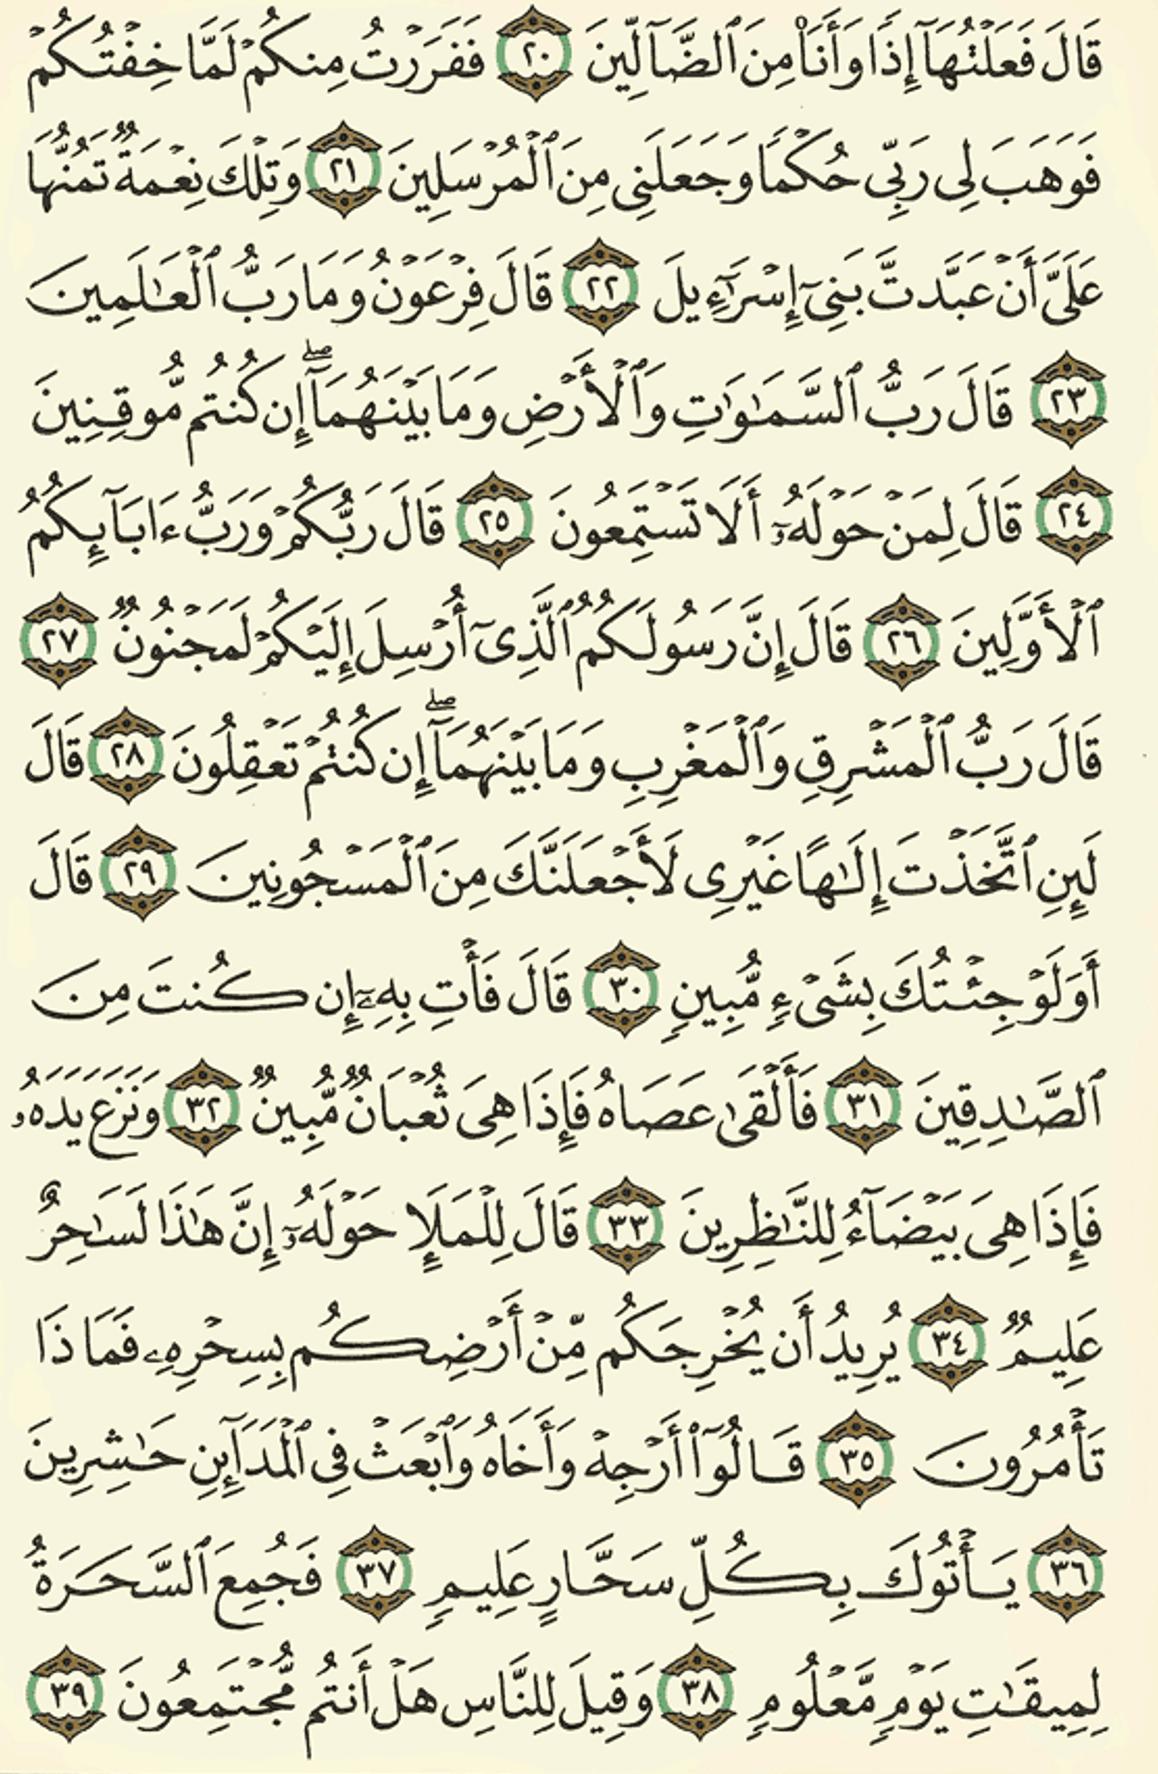 قَالَ فَعَلۡتُهَآ إِذٗا وَأَنَا۠ مِنَ ٱلضَّآلِّينَ ٢٠ فَفَرَرۡتُ مِنكُمۡ لَمَّا خِفۡتُكُمۡ
فَوَهَبَ لِي رَبِّي حُكۡمٗا وَجَعَلَنِي مِنَ ٱلۡمُرۡسَلِينَ ٢١ وَتِلۡكَ نِعۡمَةٞ تَمُنُّهَا
عَلَيَّ أَنۡ عَبَّدتَّ بَنِيٓ إِسۡرَٰٓءِيلَ ٢٢ قَالَ فِرۡعَوۡنُ وَمَا رَبُّ ٱلۡعَٰلَمِينَ
٢٣ قَالَ رَبُّ ٱلسَّمَٰوَٰتِ وَٱلۡأَرۡضِ وَمَا بَيۡنَهُمَآۖ إِن كُنتُم مُّوقِنِينَ
٢٤ قَالَ لِمَنۡ حَوۡلَهُۥٓ أَلَا تَسۡتَمِعُونَ ٢٥ قَالَ رَبُّكُمۡ وَرَبُّ ءَابَآئِكُمُ
ٱلۡأَوَّلِينَ ٢٦ قَالَ إِنَّ رَسُولَكُمُ ٱلَّذِيٓ أُرۡسِلَ إِلَيۡكُمۡ لَمَجۡنُونٞ ٢٧
قَالَ رَبُّ ٱلۡمَشۡرِقِ وَٱلۡمَغۡرِبِ وَمَا بَيۡنَهُمَآۖ إِن كُنتُمۡ تَعۡقِلُونَ ٢٨ قَالَ
لَئِنِ ٱتَّخَذۡتَ إِلَٰهًا غَيۡرِي لَأَجۡعَلَنَّكَ مِنَ ٱلۡمَسۡجُونِينَ ٢٩ قَالَ
أَوَلَوۡ جِئۡتُكَ بِشَيۡءٖ مُّبِينٖ ٣٠ قَالَ فَأۡتِ بِهِۦٓ إِن كُنتَ مِنَ
ٱلصَّٰدِقِينَ ٣١ فَأَلۡقَىٰ عَصَاهُ فَإِذَا هِيَ ثُعۡبَانٞ مُّبِينٞ ٣٢ وَنَزَعَ يَدَهُۥ
فَإِذَا هِيَ بَيۡضَآءُ لِلنَّٰظِرِينَ ٣٣ قَالَ لِلۡمَلَإِ حَوۡلَهُۥٓ إِنَّ هَٰذَا لَسَٰحِرٌ
عَلِيمٞ ٣٤ يُرِيدُ أَن يُخۡرِجَكُم مِّنۡ أَرۡضِكُم بِسِحۡرِهِۦ فَمَاذَا
تَأۡمُرُونَ ٣٥ قَالُوٓاْ أَرۡجِهۡ وَأَخَاهُ وَٱبۡعَثۡ فِي ٱلۡمَدَآئِنِ حَٰشِرِينَ
٣٦ يَأۡتُوكَ بِكُلِّ سَحَّارٍ عَلِيمٖ ٣٧ فَجُمِعَ ٱلسَّحَرَةُ
لِمِيقَٰتِ يَوۡمٖ مَّعۡلُومٖ ٣٨ وَقِيلَ لِلنَّاسِ هَلۡ أَنتُم مُّجۡتَمِعُونَ ٣٩